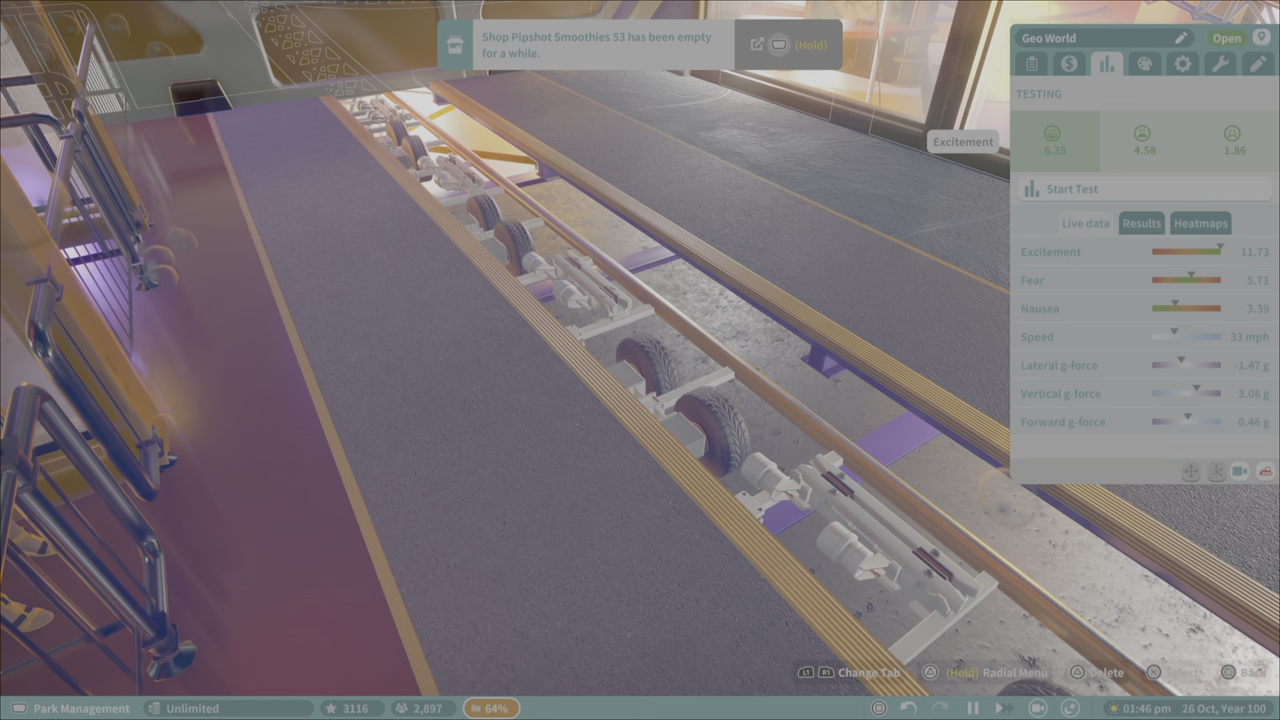 Shop Pipshot Smoothies 53 has been empty
for a while.
(Hold)
Geo World
Open
TESTING
Excitement
6.35 4.58 1.86
Start Test
Live data Results Heatmaps
Excitement 11.73
Fear 5.71
Nausea 3.39
Speed 33 mph
Lateral g-force -1.47 g
Vertical g-force 3.06 g
Forward g-force 0.46 g
L1 R1 Change Tab (Hold) Radial Menu Delete Select Back
Park Management Unlimited 3116 2,897 64% 01:46 pm 26 Oct, Year 100